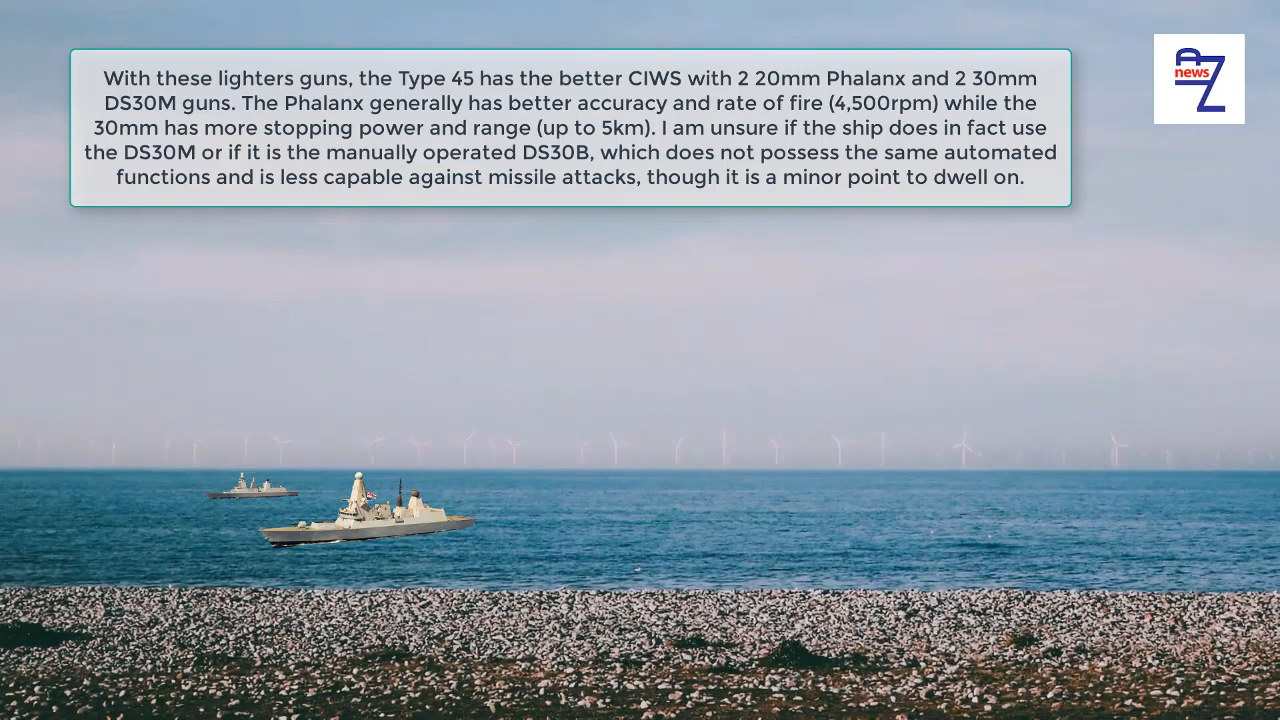 With these lighters guns, the Type 45 has the better CIWS with 2 20mm Phalanx and 2 30mm
DS30M guns. The Phalanx generally has better accuracy and rate of fire (4,500rpm) while the
30mm has more stopping power and range (up to 5km). I am unsure if the ship does in fact use
the DS30M or if it is the manually operated DS30B, which does not possess the same automated
functions and is less capable against missile attacks, though it is a minor point to dwell on.
A
news
Z